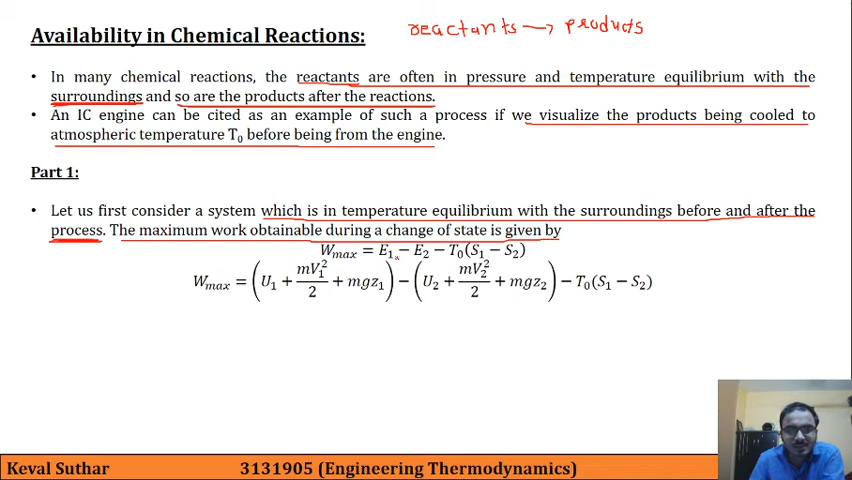 Availability in Chemical Reactions:
reactants → products
• In many chemical reactions, the reactants are often in pressure and temperature equilibrium with the
surroundings and so are the products after the reactions.
• An IC engine can be cited as an example of such a process if we visualize the products being cooled to
atmospheric temperature T₀ before being from the engine.
Part 1:
• Let us first consider a system which is in temperature equilibrium with the surroundings before and after the
process. The maximum work obtainable during a change of state is given by
W_max = E₁ − E₂ − T₀(S₁ − S₂)
W_max = (U₁ + mV₁²/2 + mgz₁) − (U₂ + mV₂²/2 + mgz₂) − T₀(S₁ − S₂)
Keval Suthar 3131905 (Engineering Thermodynamics)